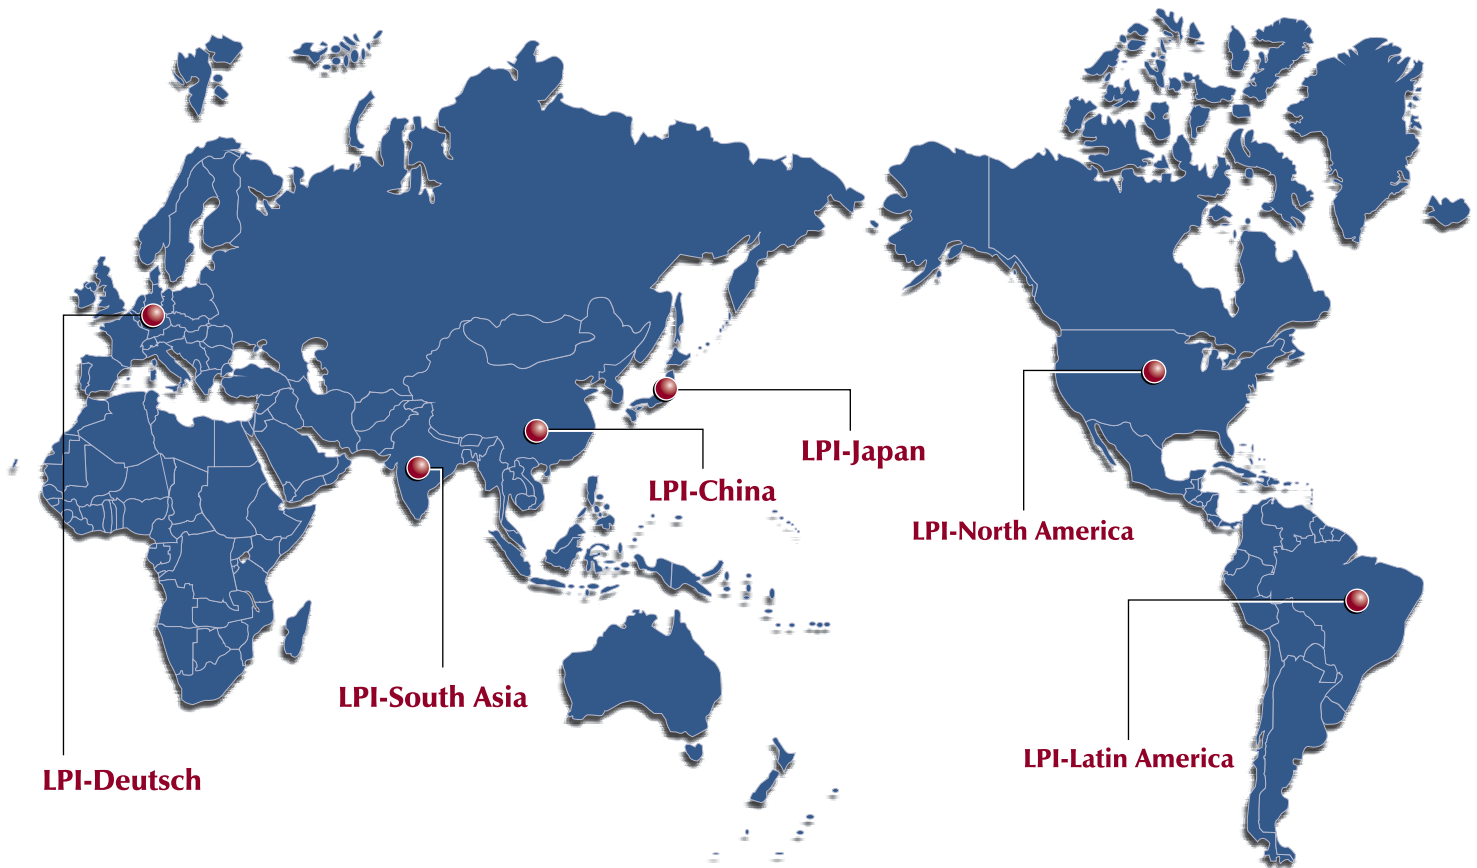 LPI-Japan
LPI-China
LPI-North America
LPI-South Asia
LPI-Latin America
LPI-Deutsch